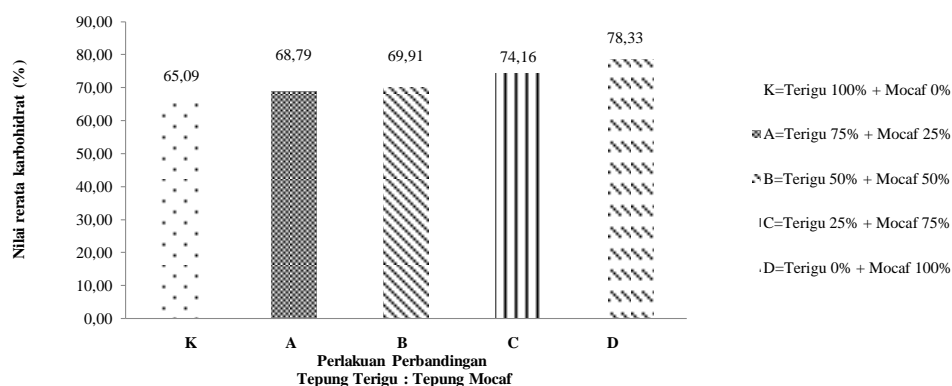 90,00
80,00
70,00
60,00
50,00
40,00
30,00
20,00
10,00
0,00
Nilai rerata karbohidrat (%)
65,09
68,79
69,91
74,16
78,33
K
A
B
C
D
Perlakuan Perbandingan
Tepung Terigu : Tepung Mocaf
K=Terigu 100% + Mocaf 0%
A=Terigu 75% + Mocaf 25%
B=Terigu 50% + Mocaf 50%
C=Terigu 25% + Mocaf 75%
D=Terigu 0% + Mocaf 100%